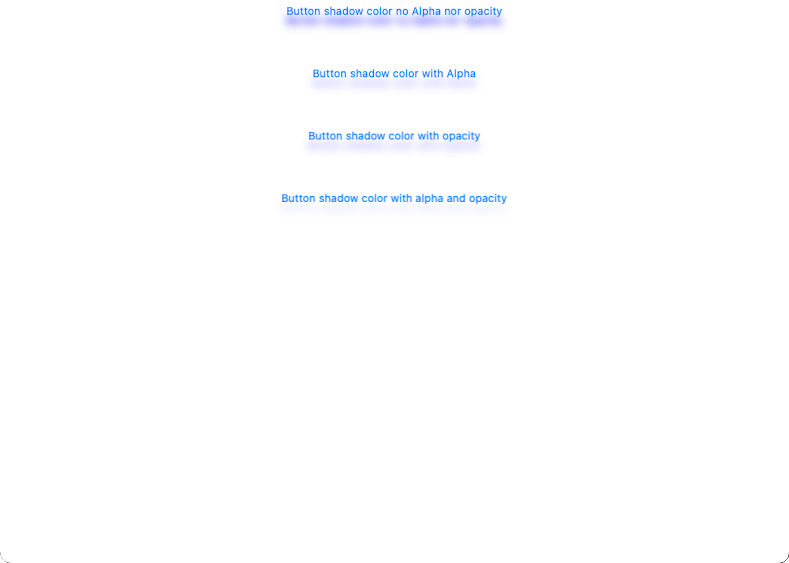 Button shadow color no Alpha nor opacity
Button shadow color with Alpha
Button shadow color with opacity
Button shadow color with alpha and opacity